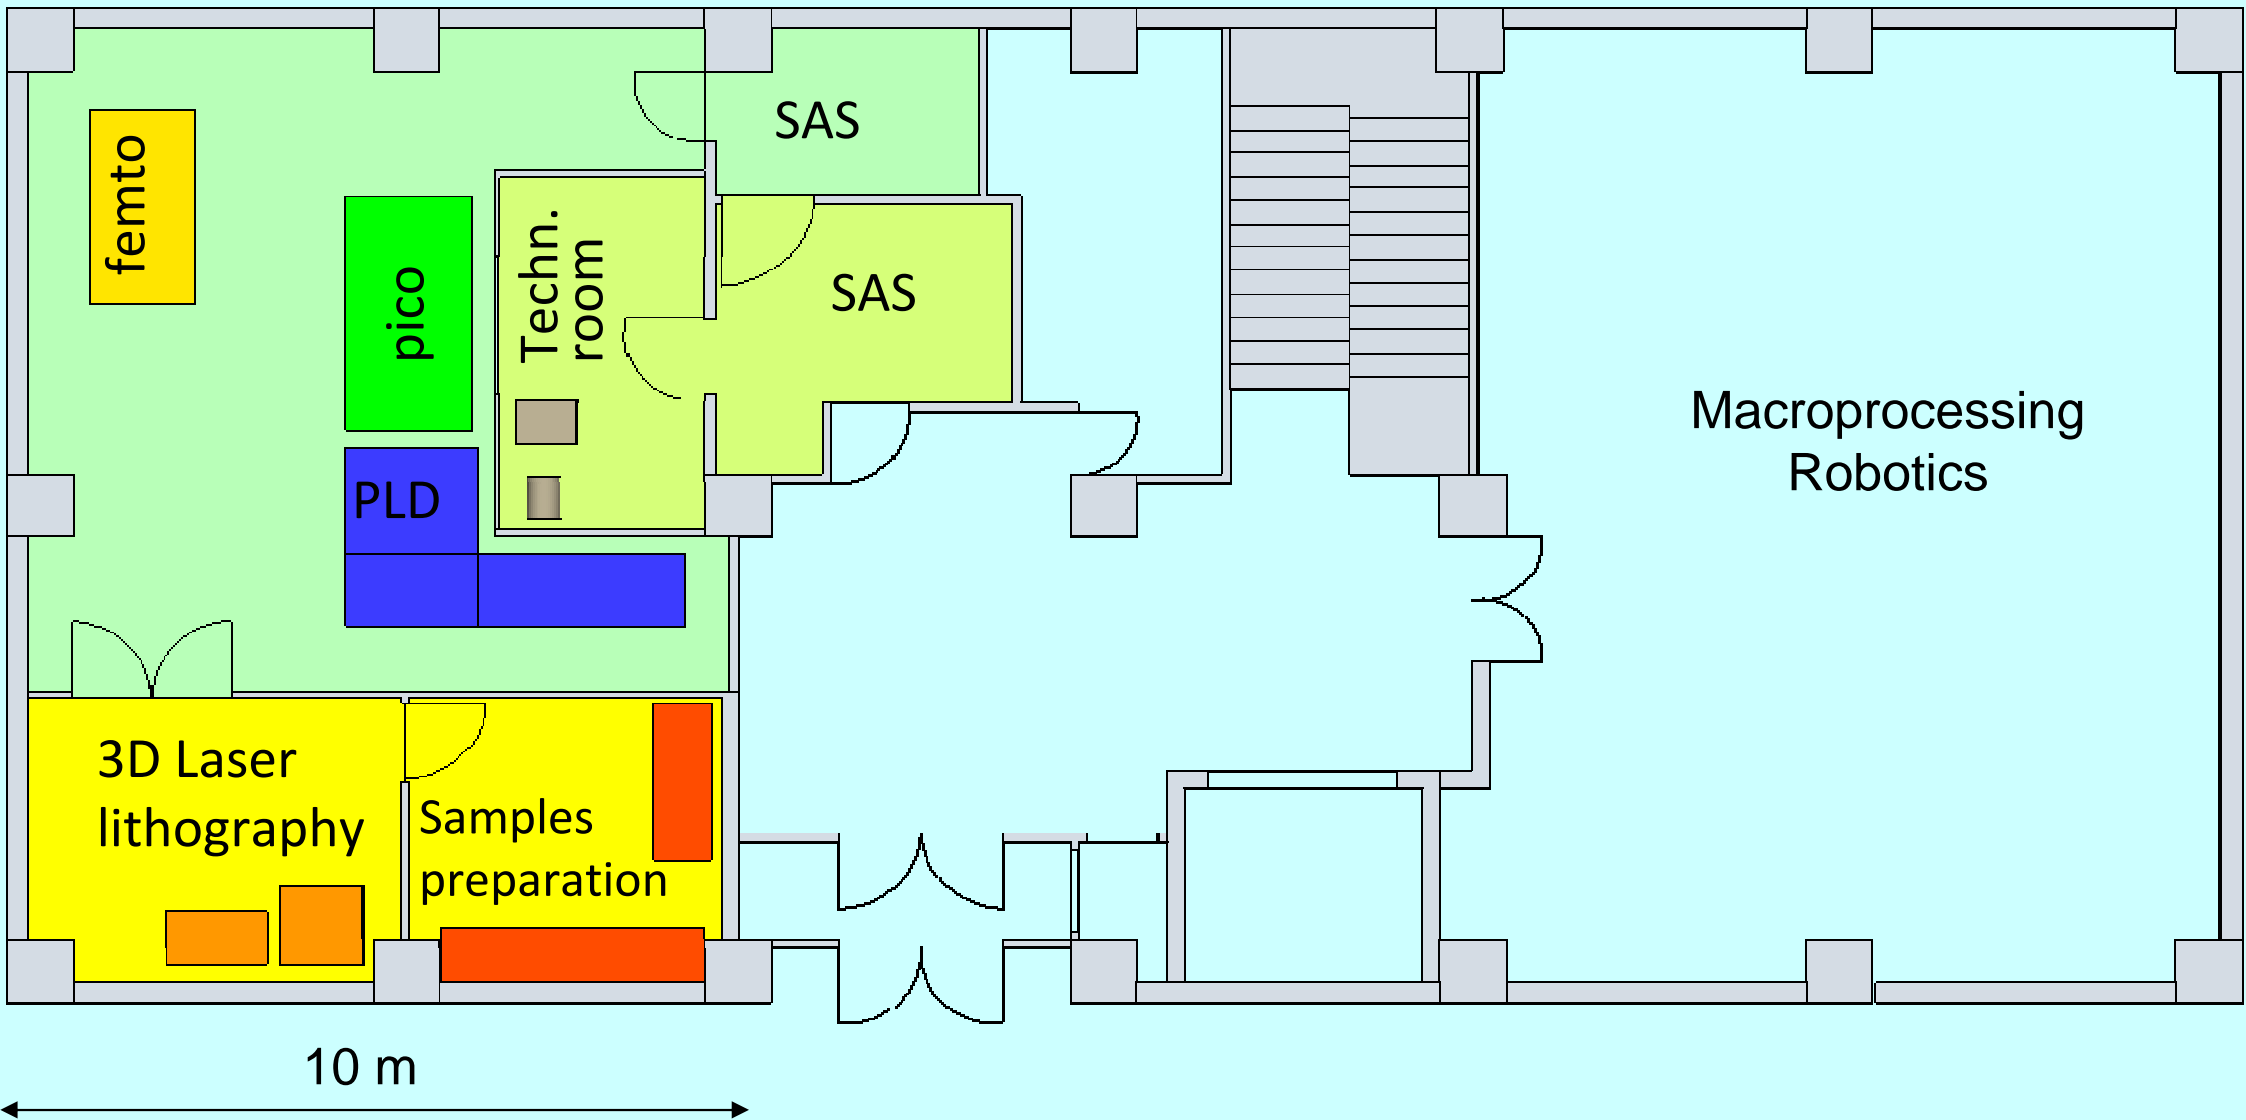 SAS
femto
Techn.
room
pico
SAS
Macroprocessing
Robotics
PLD
3D Laser
lithography
Samples
preparation
10 m